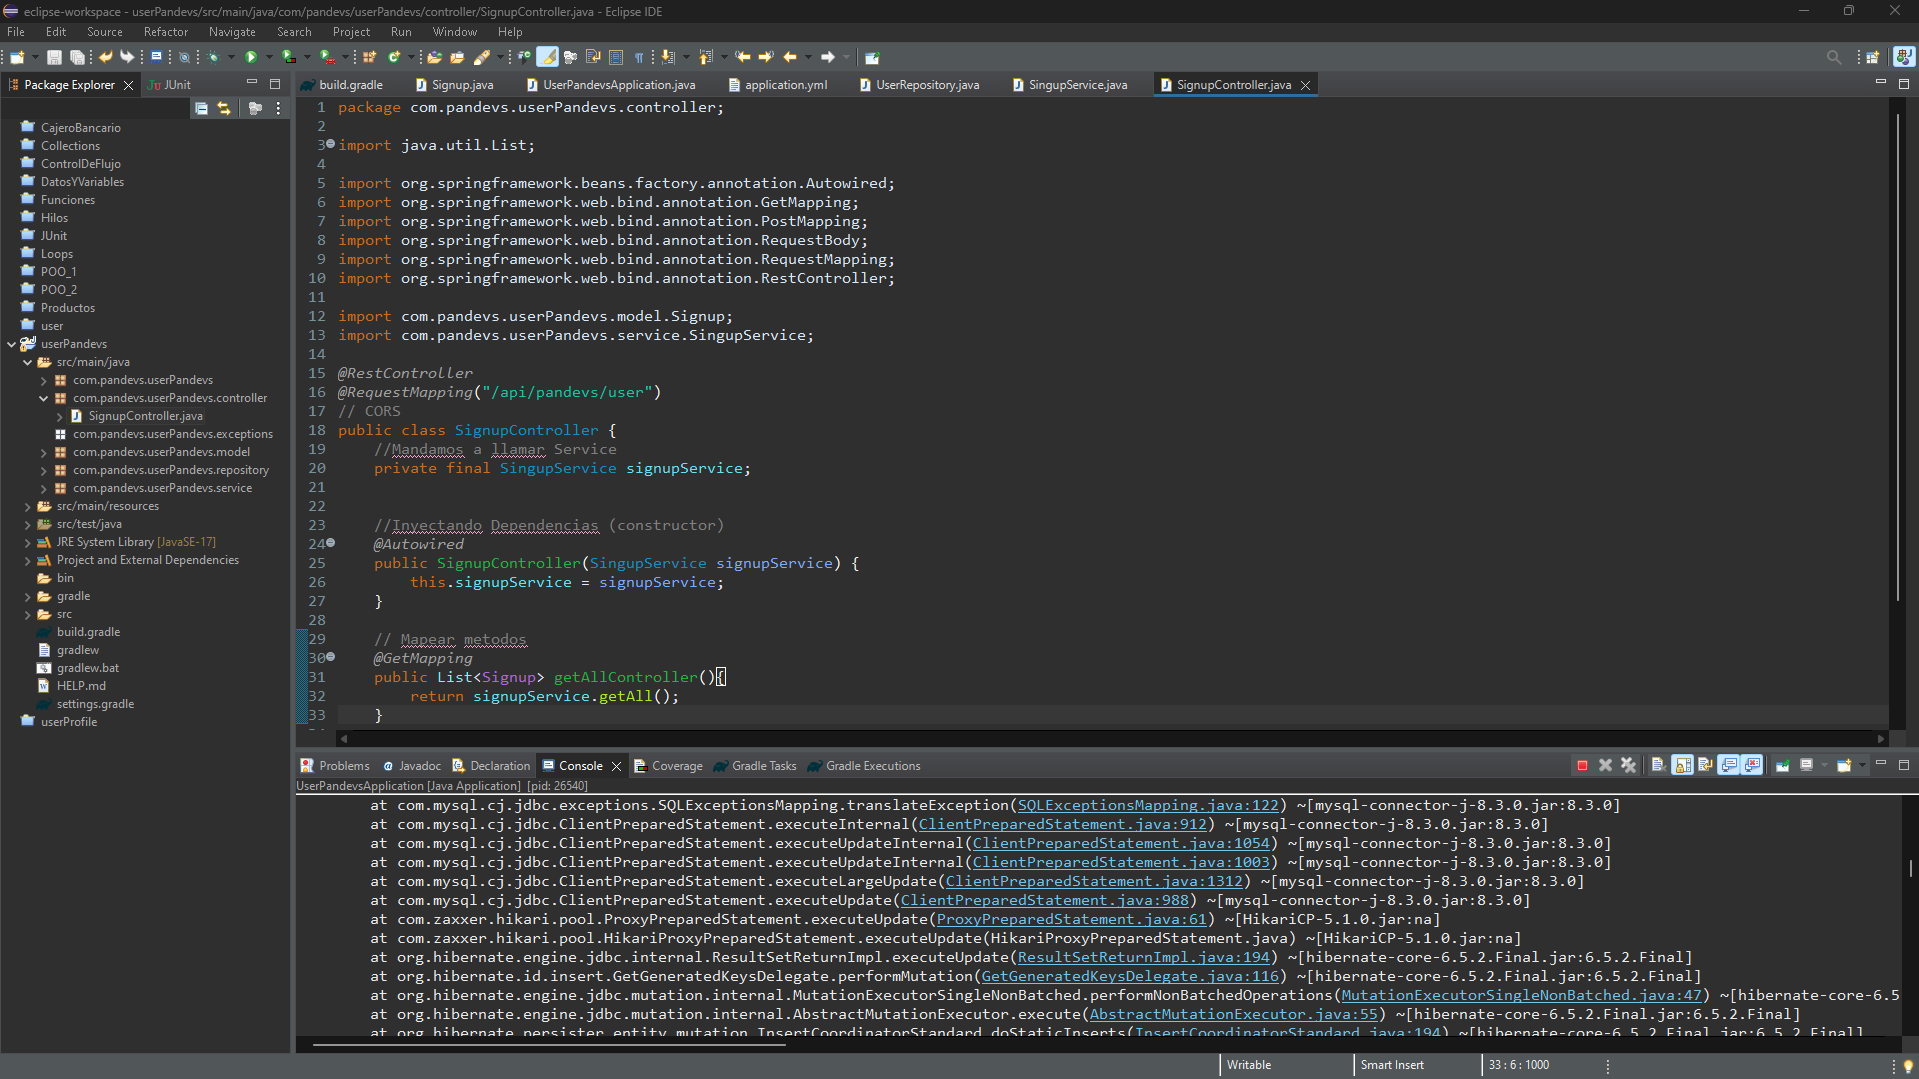 eclipse-workspace - userPandevs/src/main/java/com/pandevs/userPandevs/controller/SignupController.java - Eclipse IDE
File Edit Source Refactor Navigate Search Project Run Window Help
Package Explorer JUnit
build.gradle Signup.java UserPandevsApplication.java application.yml UserRepository.java SingupService.java SignupController.java
CajeroBancario
Collections
ControlDeFlujo
DatosYVariables
Funciones
Hilos
JUnit
Loops
POO_1
POO_2
Productos
user
userPandevs
src/main/java
com.pandevs.userPandevs
com.pandevs.userPandevs.controller
SignupController.java
com.pandevs.userPandevs.exceptions
com.pandevs.userPandevs.model
com.pandevs.userPandevs.repository
com.pandevs.userPandevs.service
src/main/resources
src/test/java
JRE System Library [JavaSE-17]
Project and External Dependencies
bin
gradle
src
build.gradle
gradlew
gradlew.bat
HELP.md
settings.gradle
userProfile
1 package com.pandevs.userPandevs.controller;
2
3 import java.util.List;
4
5 import org.springframework.beans.factory.annotation.Autowired;
6 import org.springframework.web.bind.annotation.GetMapping;
7 import org.springframework.web.bind.annotation.PostMapping;
8 import org.springframework.web.bind.annotation.RequestBody;
9 import org.springframework.web.bind.annotation.RequestMapping;
10 import org.springframework.web.bind.annotation.RestController;
11
12 import com.pandevs.userPandevs.model.Signup;
13 import com.pandevs.userPandevs.service.SingupService;
14
15 @RestController
16 @RequestMapping("/api/pandevs/user")
17 // CORS
18 public class SignupController {
19 //Mandamos a llamar Service
20 private final SingupService signupService;
21
22
23 //Inyectando Dependencias (constructor)
24 @Autowired
25 public SignupController(SingupService signupService) {
26 this.signupService = signupService;
27 }
28
29 // Mapear metodos
30 @GetMapping
31 public List<Signup> getAllController(){
32 return signupService.getAll();
33 }
Problems Javadoc Declaration Console Coverage Gradle Tasks Gradle Executions
UserPandevsApplication [Java Application] [pid: 26540]
at com.mysql.cj.jdbc.exceptions.SQLExceptionsMapping.translateException(SQLExceptionsMapping.java:122) ~[mysql-connector-j-8.3.0.jar:8.3.0]
at com.mysql.cj.jdbc.ClientPreparedStatement.executeInternal(ClientPreparedStatement.java:912) ~[mysql-connector-j-8.3.0.jar:8.3.0]
at com.mysql.cj.jdbc.ClientPreparedStatement.executeUpdateInternal(ClientPreparedStatement.java:1054) ~[mysql-connector-j-8.3.0.jar:8.3.0]
at com.mysql.cj.jdbc.ClientPreparedStatement.executeUpdateInternal(ClientPreparedStatement.java:1003) ~[mysql-connector-j-8.3.0.jar:8.3.0]
at com.mysql.cj.jdbc.ClientPreparedStatement.executeLargeUpdate(ClientPreparedStatement.java:1312) ~[mysql-connector-j-8.3.0.jar:8.3.0]
at com.mysql.cj.jdbc.ClientPreparedStatement.executeUpdate(ClientPreparedStatement.java:988) ~[mysql-connector-j-8.3.0.jar:8.3.0]
at com.zaxxer.hikari.pool.ProxyPreparedStatement.executeUpdate(ProxyPreparedStatement.java:61) ~[HikariCP-5.1.0.jar:na]
at com.zaxxer.hikari.pool.HikariProxyPreparedStatement.executeUpdate(HikariProxyPreparedStatement.java) ~[HikariCP-5.1.0.jar:na]
at org.hibernate.engine.jdbc.internal.ResultSetReturnImpl.executeUpdate(ResultSetReturnImpl.java:194) ~[hibernate-core-6.5.2.Final.jar:6.5.2.Final]
at org.hibernate.id.insert.GetGeneratedKeysDelegate.performMutation(GetGeneratedKeysDelegate.java:116) ~[hibernate-core-6.5.2.Final.jar:6.5.2.Final]
at org.hibernate.engine.jdbc.mutation.internal.MutationExecutorSingleNonBatched.performNonBatchedOperations(MutationExecutorSingleNonBatched.java:47) ~[hibernate-core-6.5
at org.hibernate.engine.jdbc.mutation.internal.AbstractMutationExecutor.execute(AbstractMutationExecutor.java:55) ~[hibernate-core-6.5.2.Final.jar:6.5.2.Final]
at org.hibernate.persister.entity.mutation.InsertCoordinatorStandard.doStaticInserts(InsertCoordinatorStandard.java:194) ~[hibernate-core-6.5.2.Final.jar:6.5.2.Final]
Writable Smart Insert 33 : 6 : 1000